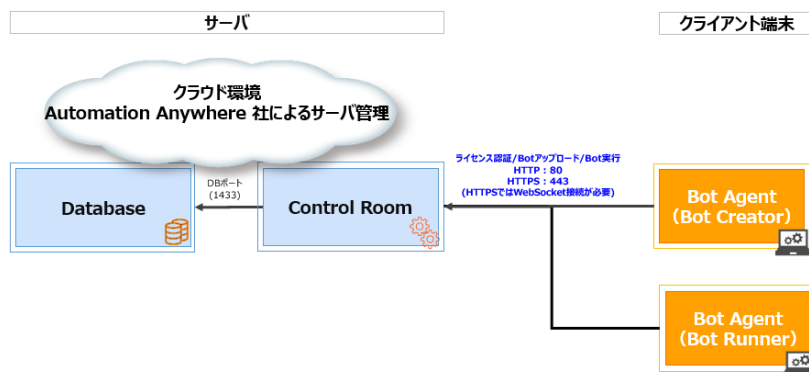 サーバ
クライアント端末
クラウド環境
Automation Anywhere 社によるサーバ管理
ライセンス認証/Botアップロード/Bot実行
HTTP：80
HTTPS：443
(HTTPSではWebSocket接続が必要)
DBポート
(1433)
Database
Control Room
Bot Agent
（Bot Creator）
Bot Agent
（Bot Runner）